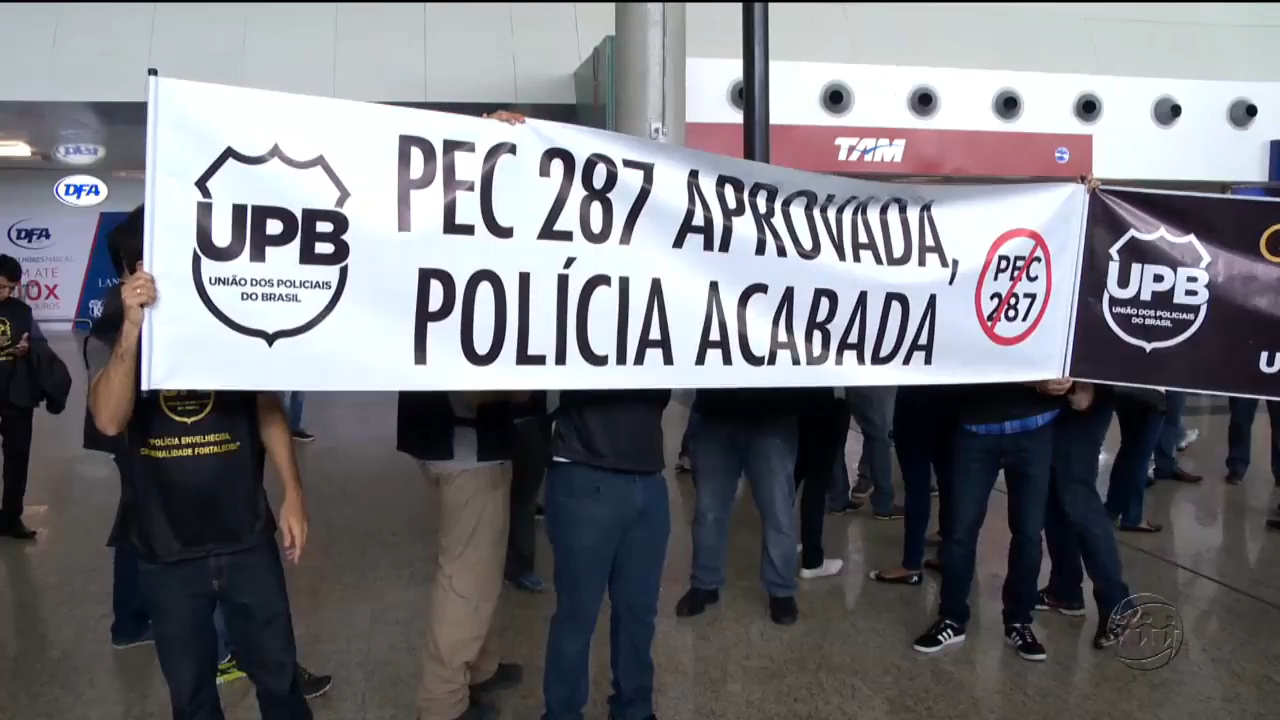 UPB
UNIÃO DOS POLICIAIS
DO BRASIL
PEC 287 APROVADA,
POLÍCIA ACABADA
PEC
287
TAM
DFA
DFA
UPB
UNIÃO DOS POLICIAIS
DO BRASIL
"POLÍCIA ENVELHECIDA,
CRIMINALIDADE FORTALECIDA"